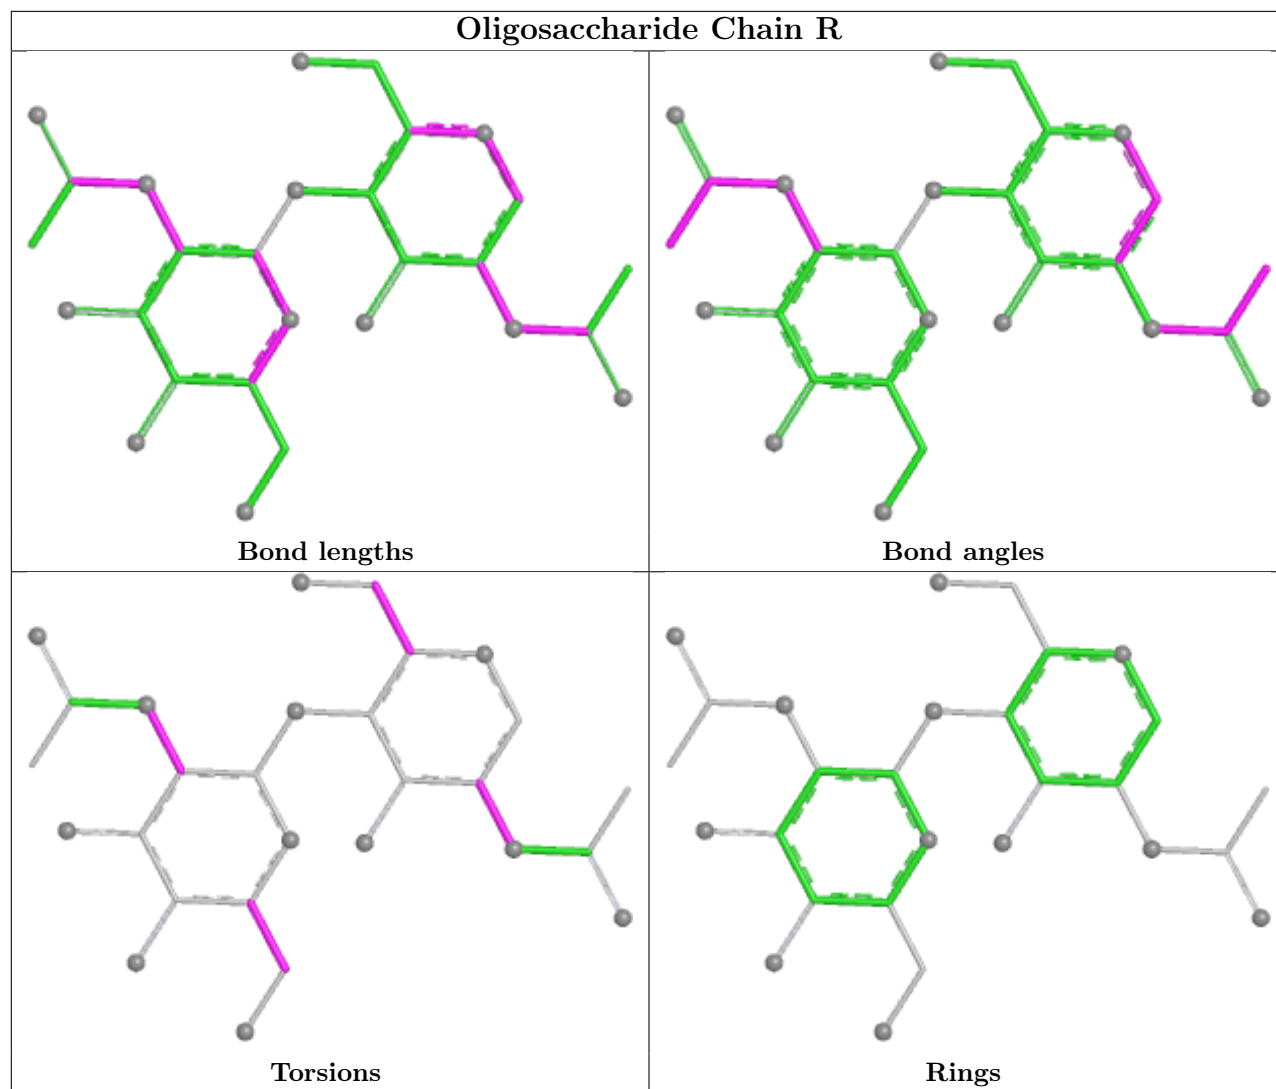 Oligosaccharide Chain R
Bond lengths
Bond angles
Torsions
Rings